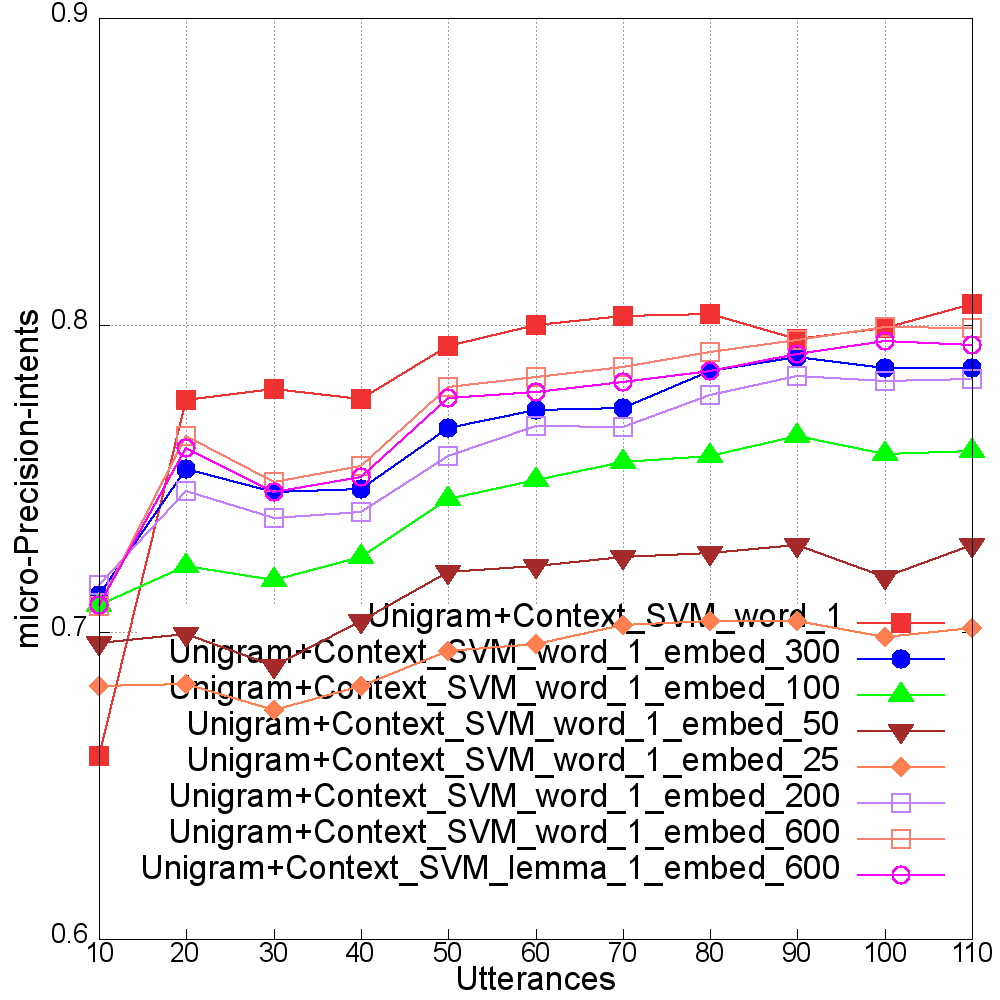 0.9
0.8
0.7
0.6
micro-Precision-intents
Unigram+Context_SVM_word_1
Unigram+Context_SVM_word_1_embed_300
Unigram+Context_SVM_word_1_embed_100
Unigram+Context_SVM_word_1_embed_50
Unigram+Context_SVM_word_1_embed_25
Unigram+Context_SVM_word_1_embed_200
Unigram+Context_SVM_word_1_embed_600
Unigram+Context_SVM_lemma_1_embed_600
10 20 30 40 50 60 70 80 90 100 110
Utterances